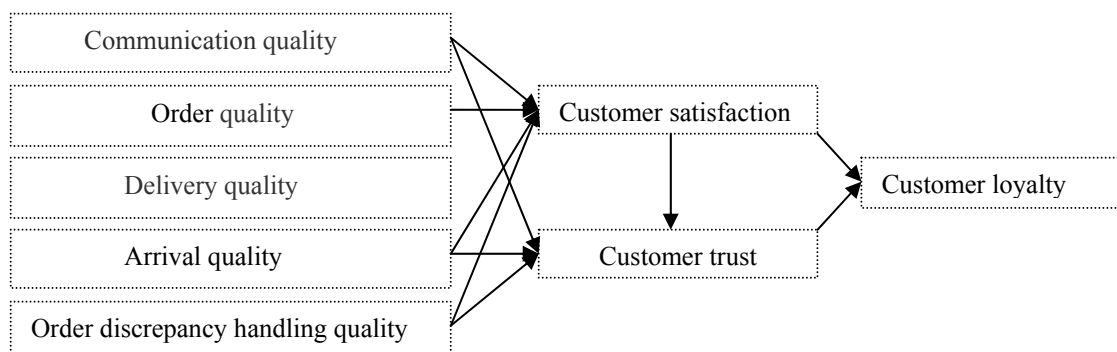 Communication quality
Order quality
Delivery quality
Arrival quality
Order discrepancy handling quality
Customer satisfaction
Customer trust
Customer loyalty